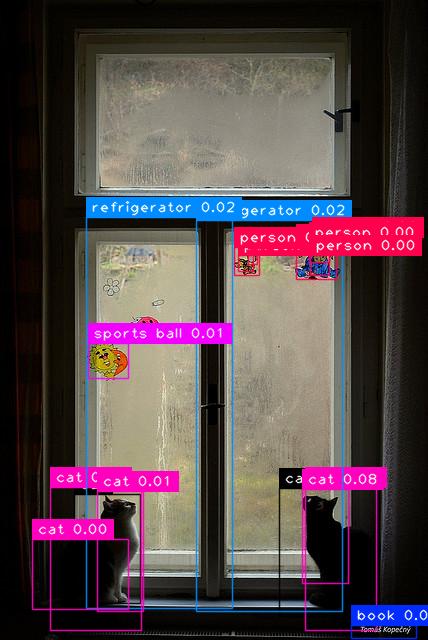 refrigerator 0.02
gerator 0.02
person 0.00
person
person 0.00
sports ball 0.01
cat
cat 0.01
ca
cat 0.08
cat 0.00
book 0.0
Tomáš Kopečný